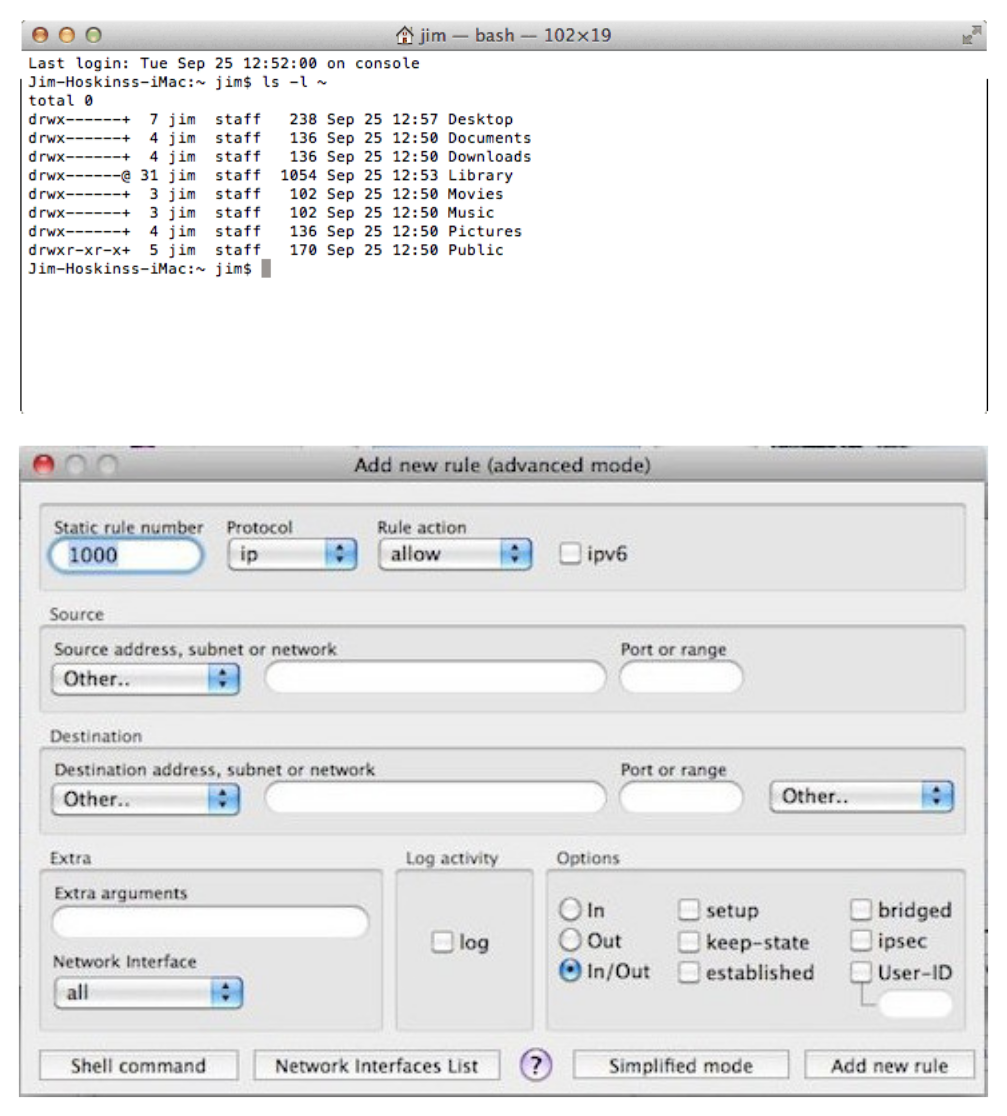 jim — bash — 102×19
Last login: Tue Sep 25 12:52:00 on console
Jim-Hoskinss-iMac:~ jim$ ls -l ~
total 0
drwx------+  7 jim  staff   238 Sep 25 12:57 Desktop
drwx------+  4 jim  staff   136 Sep 25 12:50 Documents
drwx------+  4 jim  staff   136 Sep 25 12:50 Downloads
drwx------@ 31 jim  staff  1054 Sep 25 12:53 Library
drwx------+  3 jim  staff   102 Sep 25 12:50 Movies
drwx------+  3 jim  staff   102 Sep 25 12:50 Music
drwx------+  4 jim  staff   136 Sep 25 12:50 Pictures
drwxr-xr-x+  5 jim  staff   170 Sep 25 12:50 Public
Jim-Hoskinss-iMac:~ jim$
Add new rule (advanced mode)
Static rule number Protocol Rule action
1000 ip allow ipv6
Source
Source address, subnet or network Port or range
Other..
Destination
Destination address, subnet or network Port or range
Other.. Other..
Extra Log activity Options
Extra arguments
In setup bridged
log Out keep-state ipsec
Network Interface
In/Out established User-ID
all
Shell command Network Interfaces List ? Simplified mode Add new rule